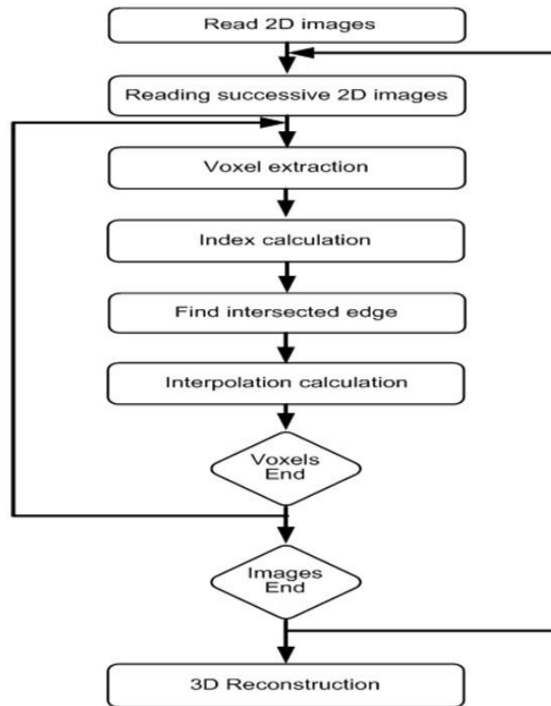 Read 2D images
Reading successive 2D images
Voxel extraction
Index calculation
Find intersected edge
Interpolation calculation
Voxels
End
Images
End
3D Reconstruction